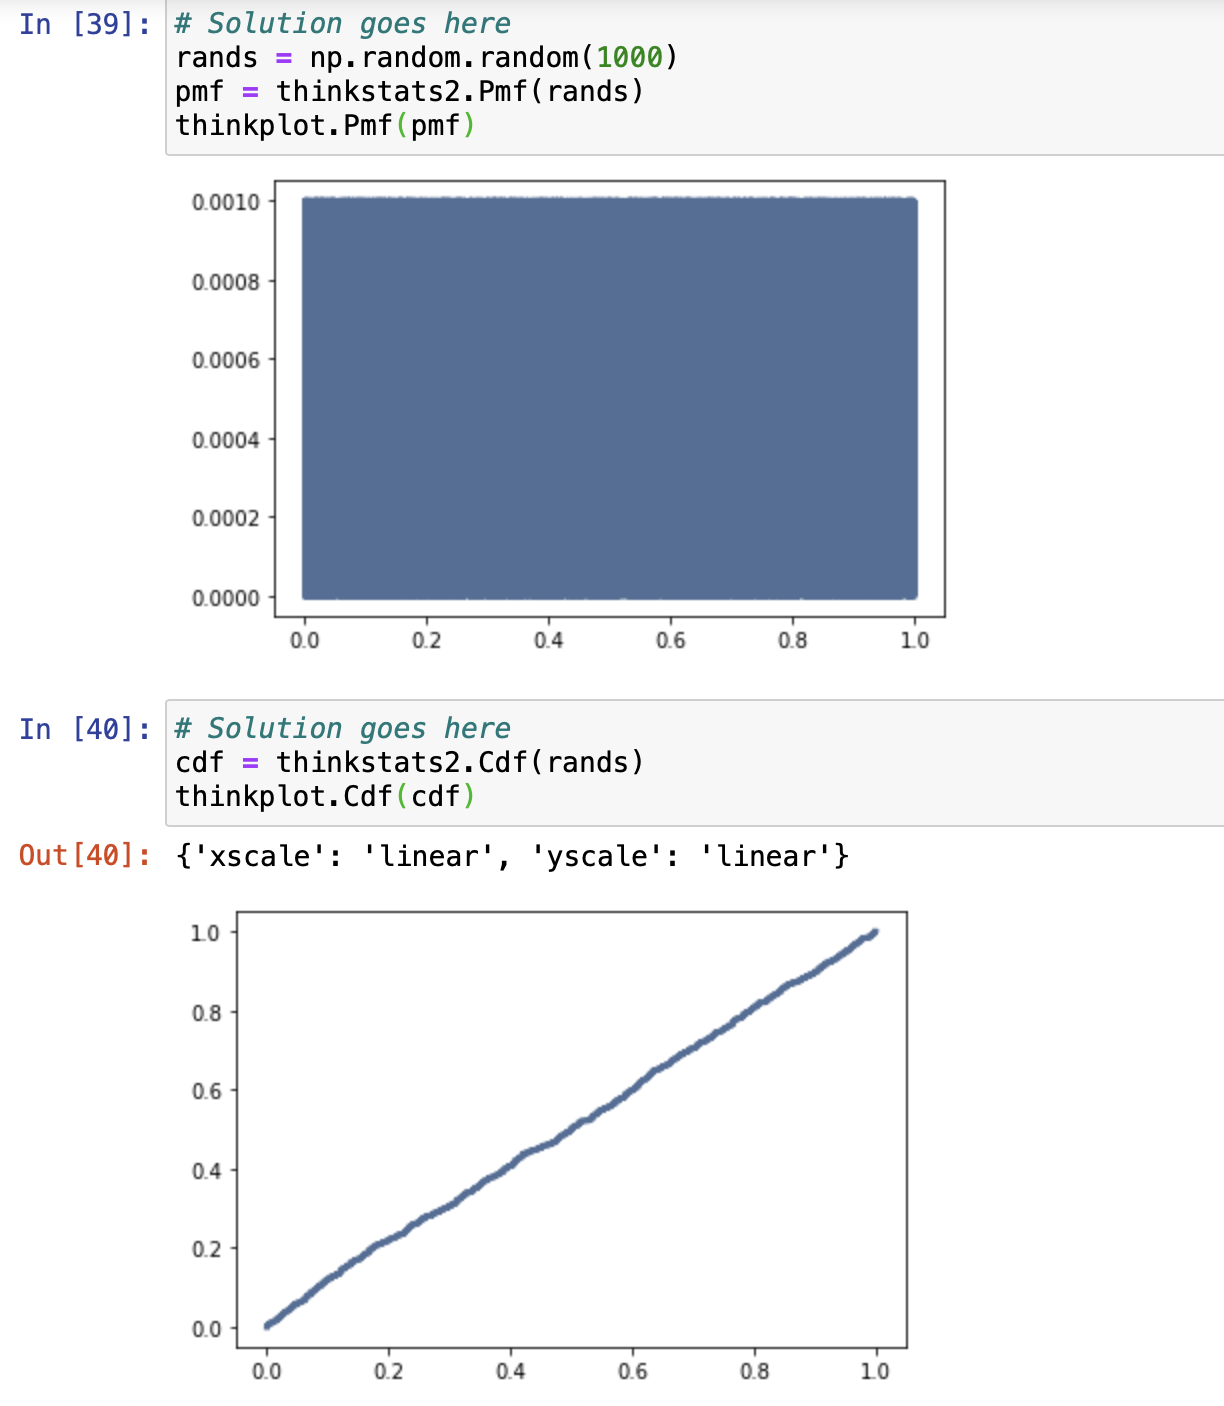 In [39]: # Solution goes here
rands = np.random.random(1000)
pmf = thinkstats2.Pmf(rands)
thinkplot.Pmf(pmf)
0.0010
0.0008
0.0006
0.0004
0.0002
0.0000
0.0 0.2 0.4 0.6 0.8 1.0
In [40]: # Solution goes here
cdf = thinkstats2.Cdf(rands)
thinkplot.Cdf(cdf)
Out[40]: {'xscale': 'linear', 'yscale': 'linear'}
1.0
0.8
0.6
0.4
0.2
0.0
0.0 0.2 0.4 0.6 0.8 1.0